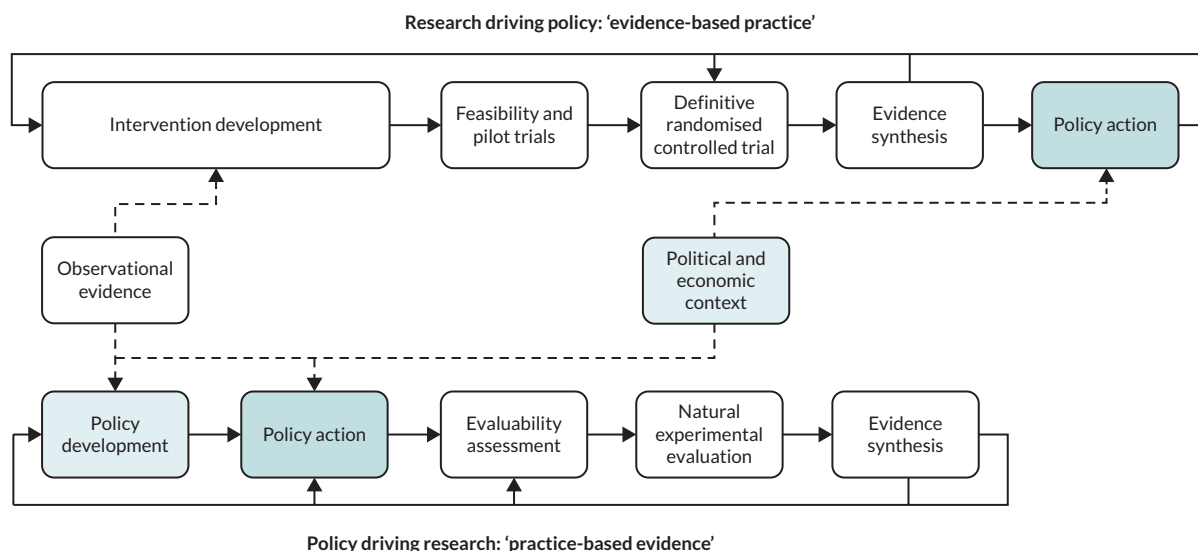 Research driving policy: ‘evidence-based practice’
Intervention development
Feasibility and
pilot trials
Definitive
randomised
controlled trial
Evidence
synthesis
Policy action
Observational
evidence
Political and
economic
context
Policy
development
Policy action
Evaluability
assessment
Natural
experimental
evaluation
Evidence
synthesis
Policy driving research: ‘practice-based evidence’